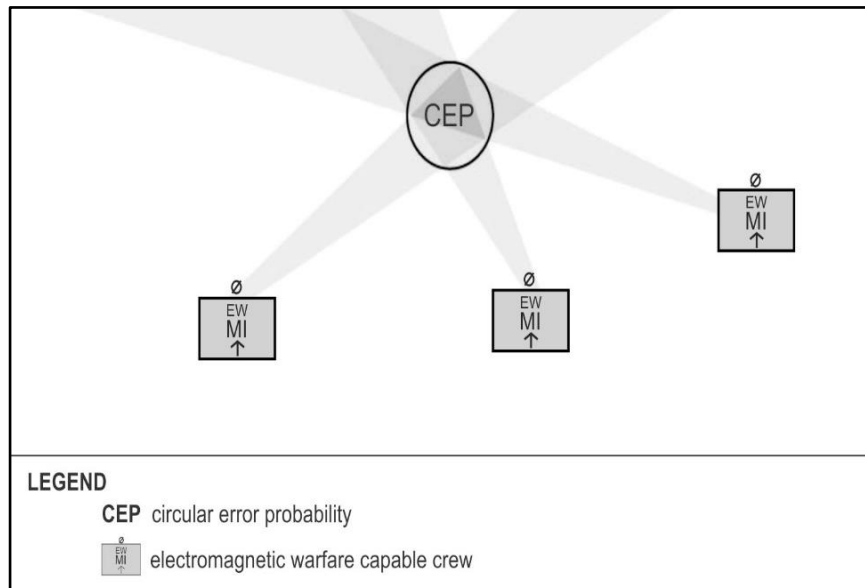 CEP
Ø
EW
MI
↑
Ø
EW
MI
↑
Ø
EW
MI
↑
LEGEND
CEP circular error probability
Ø
EW
MI
↑
electromagnetic warfare capable crew